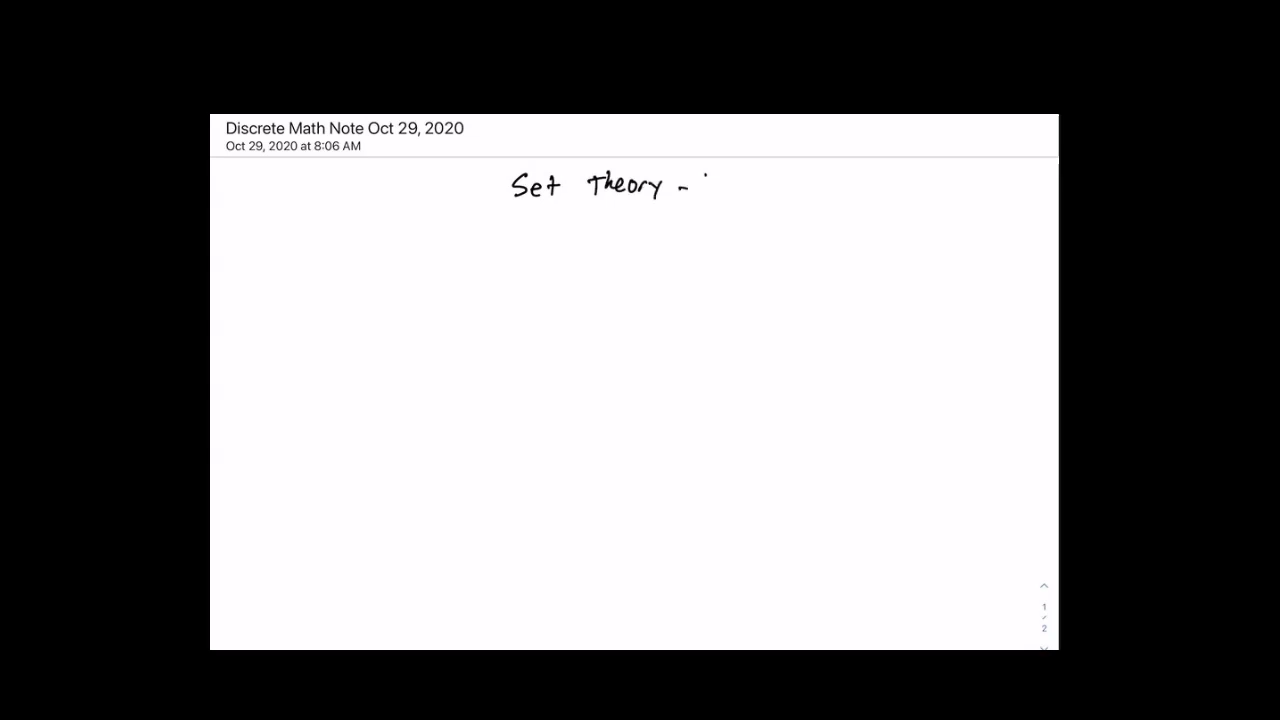 Discrete Math Note Oct 29, 2020
Oct 29, 2020 at 8:06 AM
Set Theory -
1
/
2